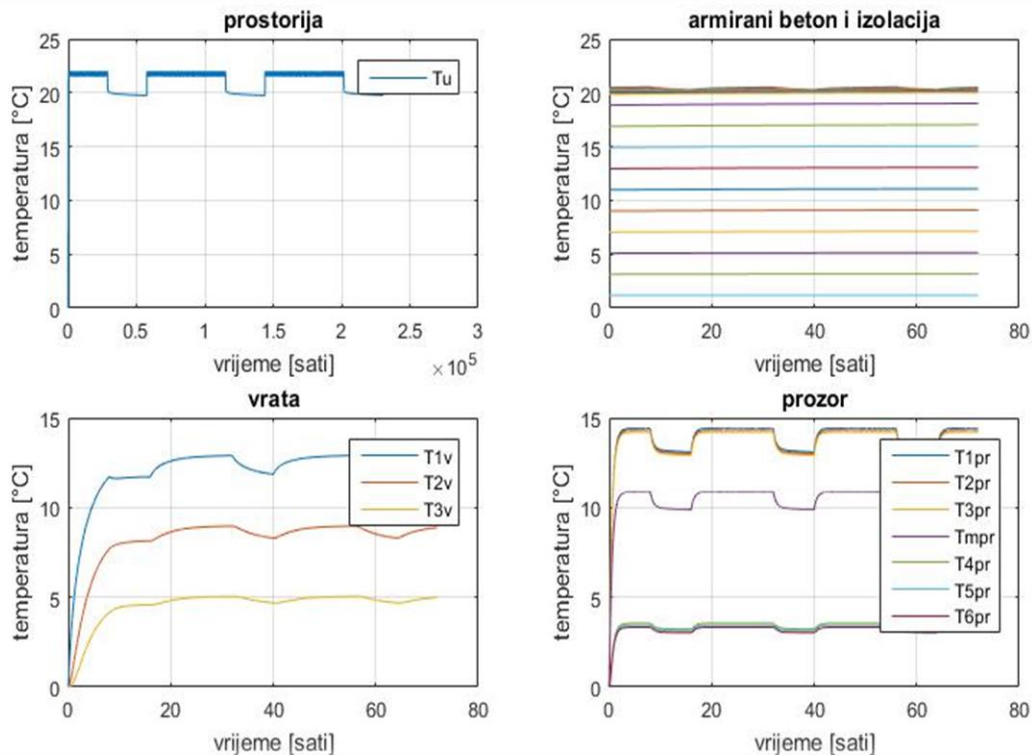 prostorija
temperatura [°C]
25
20
15
10
5
0
Tu
0
0.5
1
1.5
2
2.5
3
× 10^5
vrijeme [sati]
armirani beton i izolacija
temperatura [°C]
25
20
15
10
5
0
0
20
40
60
80
vrijeme [sati]
vrata
temperatura [°C]
15
10
5
0
T1v
T2v
T3v
0
20
40
60
80
vrijeme [sati]
prozor
temperatura [°C]
15
10
5
0
T1pr
T2pr
T3pr
Tmpr
T4pr
T5pr
T6pr
0
20
40
60
80
vrijeme [sati]